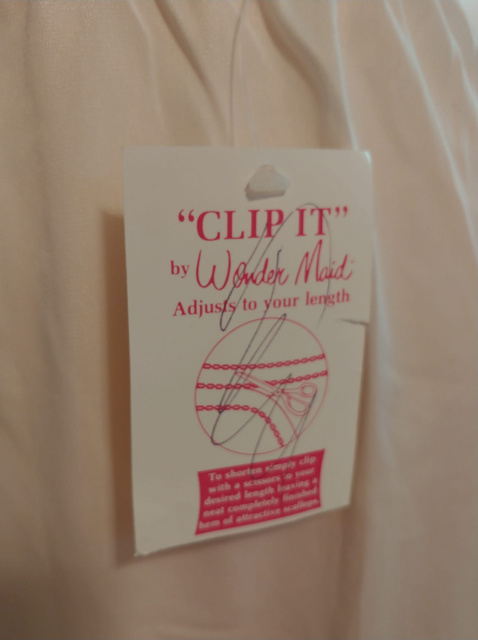 “CLIP IT”
by Wonder Maid
Adjusts to your length
To shorten simply clip
with a scissors to your
desired length leaving a
neat completely finished
hem of attractive scallops.